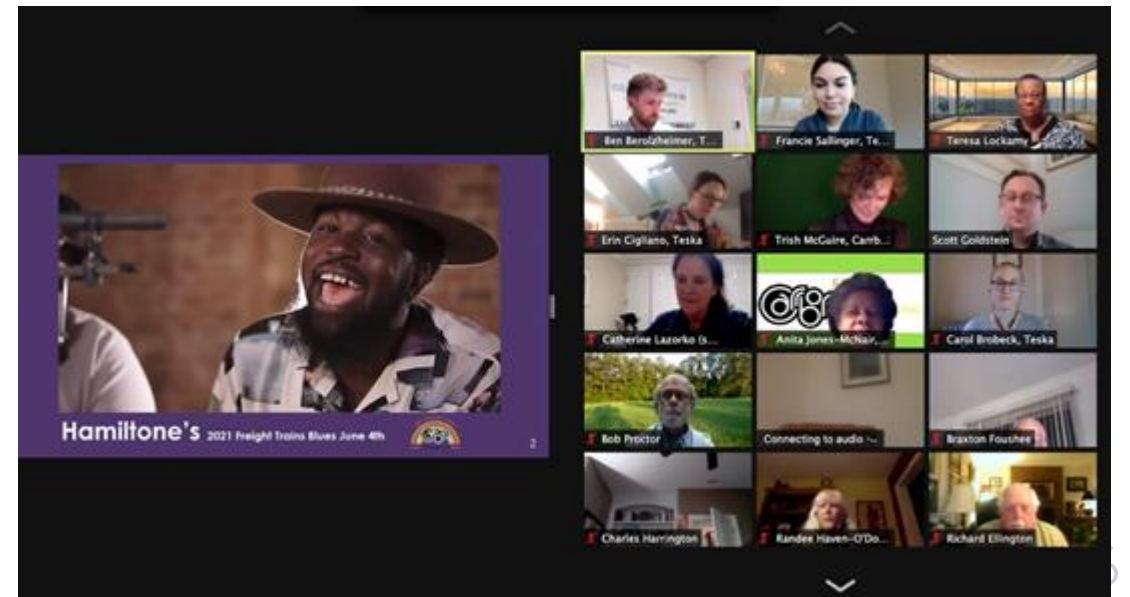 Hamiltone's 2021 Freight Trains Blues June 4th
2
Ben Berolzheimer, T...
Francie Sallinger, Te...
Teresa Lockamy
Erin Cigliano, Teska
Trish McGuire, Carrb...
Scott Goldstein
Catherine Lazorko (s...
Anita Jones-McNair,...
Carol Brobeck, Teska
Bob Proctor
Connecting to audio ...
Braxton Foushee
Charles Harrington
Randee Haven-O'Do...
Richard Ellington